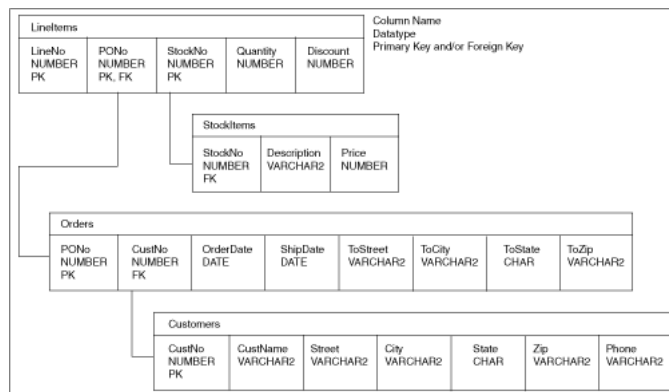 LineItems
Column Name
Datatype
Primary Key and/or Foreign Key
LineNo
NUMBER
PK
PONo
NUMBER
PK, FK
StockNo
NUMBER
PK
Quantity
NUMBER
Discount
NUMBER
StockItems
StockNo
NUMBER
FK
Description
VARCHAR2
Price
NUMBER
Orders
PONo
NUMBER
PK
CustNo
NUMBER
FK
OrderDate
DATE
ShipDate
DATE
ToStreet
VARCHAR2
ToCity
VARCHAR2
ToState
CHAR
ToZip
VARCHAR2
Customers
CustNo
NUMBER
PK
CustName
VARCHAR2
Street
VARCHAR2
City
VARCHAR2
State
CHAR
Zip
VARCHAR2
Phone
VARCHAR2